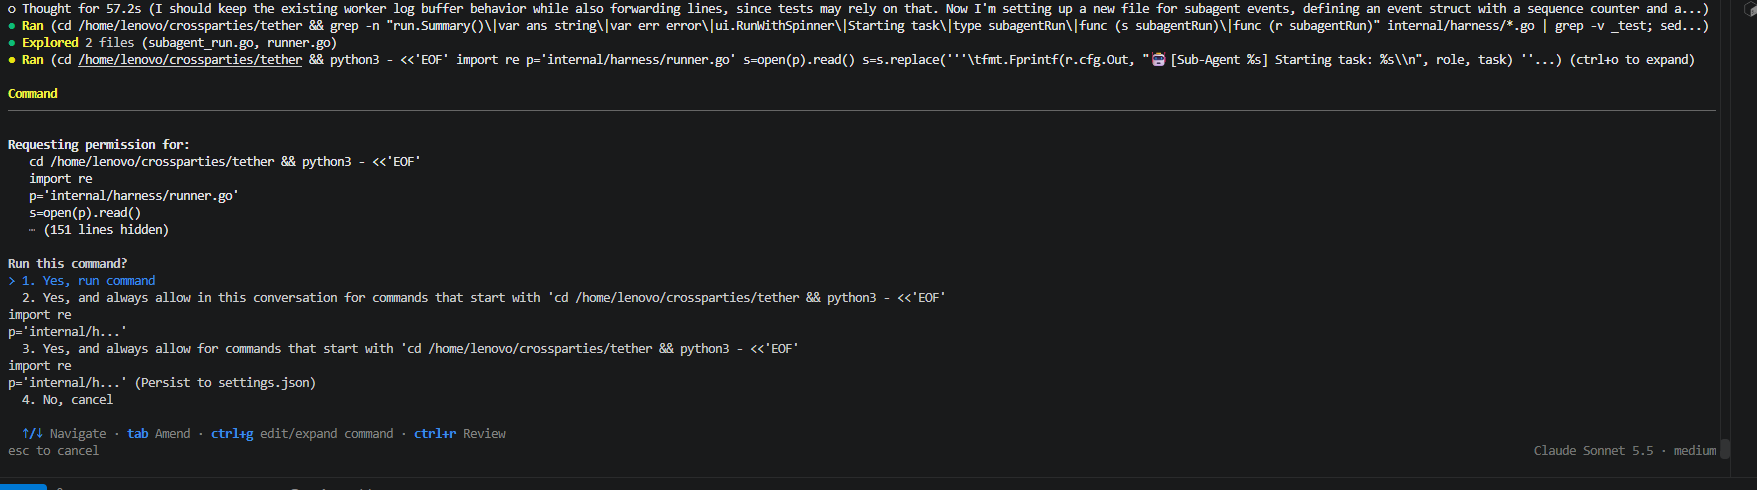 ○ Thought for 57.2s (I should keep the existing worker log buffer behavior while also forwarding lines, since tests may rely on that. Now I'm setting up a new file for subagent events, defining an event struct with a sequence counter and a...)
● Ran (cd /home/lenovo/crossparties/tether && grep -n "run.Summary()\|var ans string\|var err error\|ui.RunWithSpinner\|Starting task\|type subagentRun\|func (s subagentRun)\|func (r subagentRun)" internal/harness/*.go | grep -v _test; sed...)
● Explored 2 files (subagent_run.go, runner.go)
● Ran (cd /home/lenovo/crossparties/tether && python3 - <<'EOF' import re p='internal/harness/runner.go' s=open(p).read() s=s.replace('''\tfmt.Fprintf(r.cfg.Out, "🤖 [Sub-Agent %s] Starting task: %s\\n", role, task) ''...) (ctrl+o to expand)
Command
Requesting permission for:
cd /home/lenovo/crossparties/tether && python3 - <<'EOF'
import re
p='internal/harness/runner.go'
s=open(p).read()
⋯ (151 lines hidden)
Run this command?
> 1. Yes, run command
2. Yes, and always allow in this conversation for commands that start with 'cd /home/lenovo/crossparties/tether && python3 - <<'EOF'
import re
p='internal/h...'
3. Yes, and always allow for commands that start with 'cd /home/lenovo/crossparties/tether && python3 - <<'EOF'
import re
p='internal/h...' (Persist to settings.json)
4. No, cancel
↑/↓ Navigate · tab Amend · ctrl+g edit/expand command · ctrl+r Review
esc to cancel
Claude Sonnet 5.5 · medium